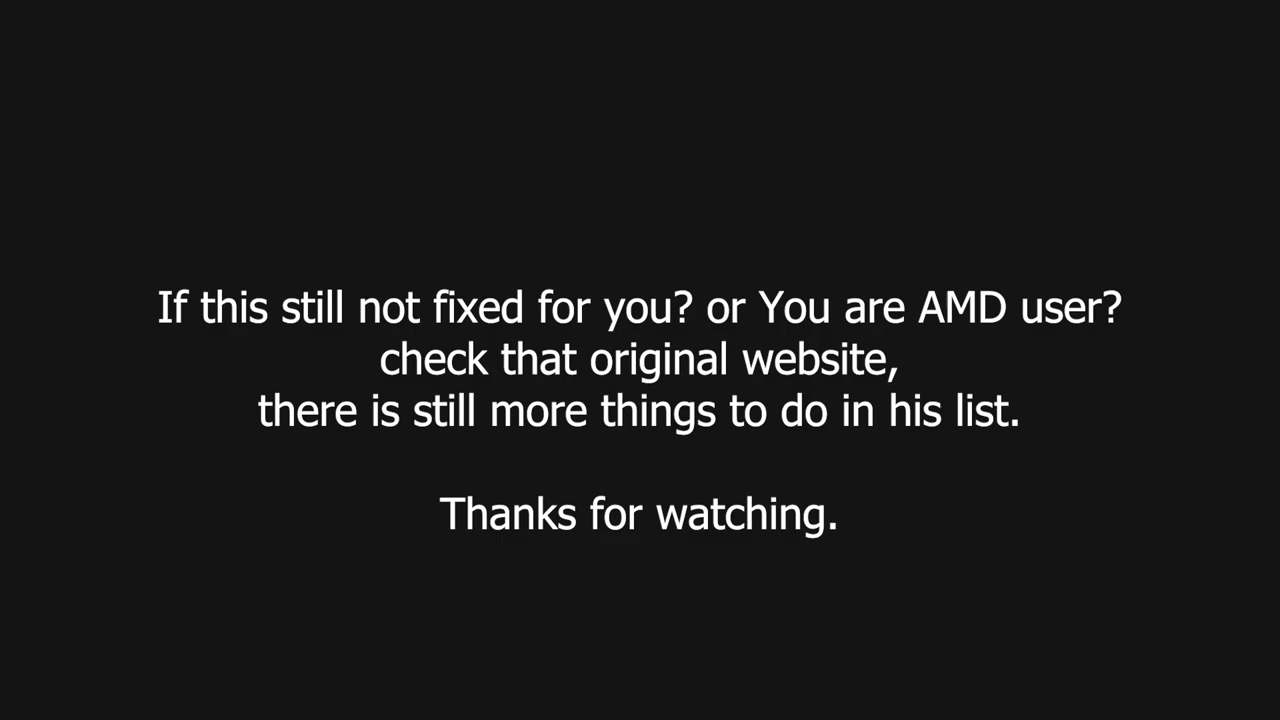 If this still not fixed for you? or You are AMD user?
check that original website,
there is still more things to do in his list.
Thanks for watching.